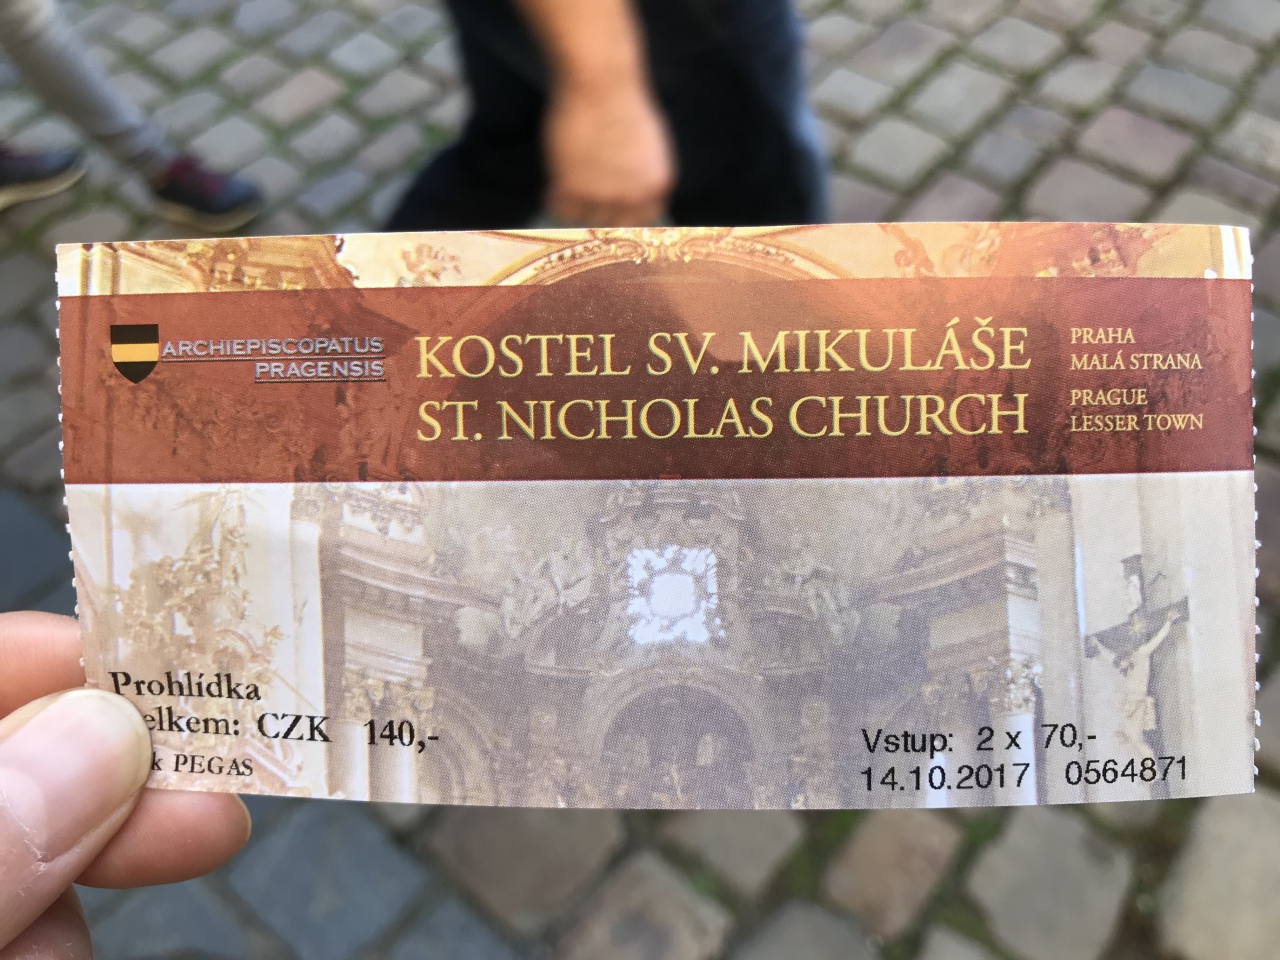 ARCHIEPISCOPATUS
PRAGENSIS
KOSTEL SV. MIKULÁŠE
ST. NICHOLAS CHURCH
PRAHA
MALÁ STRANA
PRAGUE
LESSER TOWN
Prohlídka
elkem: CZK 140,-
k PEGAS
Vstup: 2 x 70,-
14.10.2017 0564871